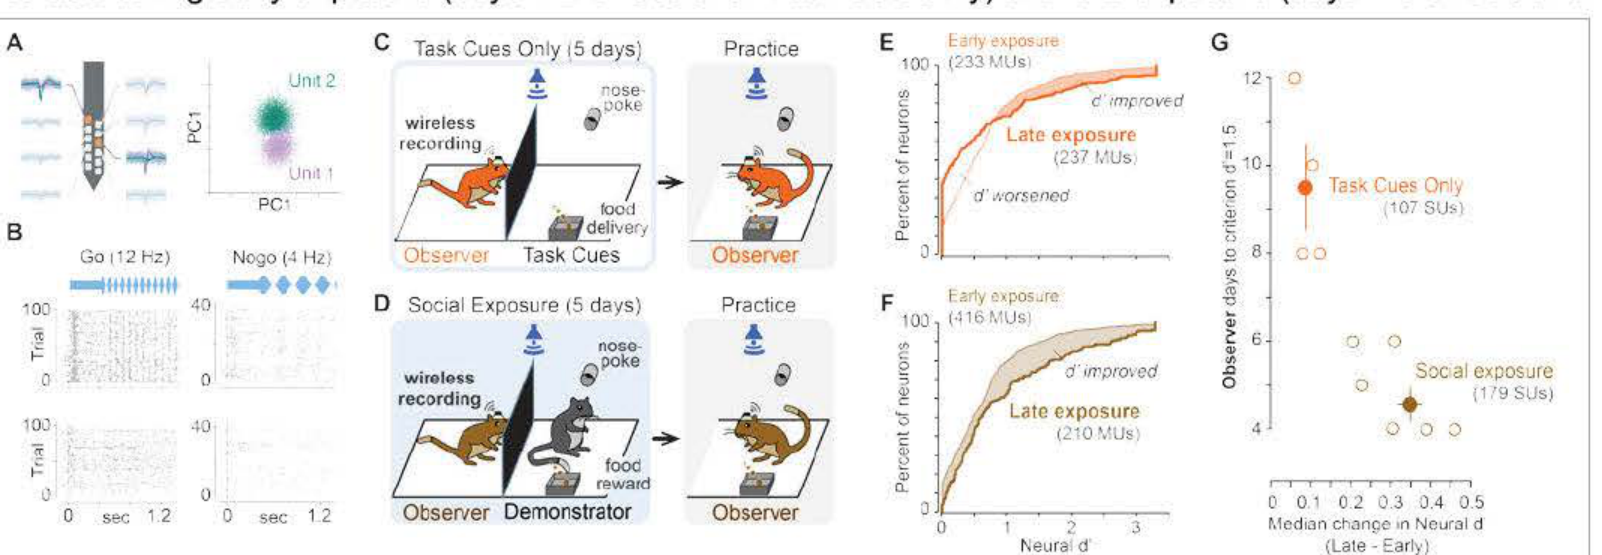 A
Unit 2
PC1
Unit 1
PC1
B
Go (12 Hz)
Nogo (4 Hz)
100
Trial
0
40
0
100
Trial
0
40
0
0 sec 1.2
0 sec 1.2
C
Task Cues Only (5 days)
Practice
nose-
poke
wireless
recording
food
delivery
Observer
Task Cues
Observer
D
Social Exposure (5 days)
Practice
nose-
poke
wireless
recording
food
reward
Observer
Demonstrator
Observer
E
Early exposure
(233 MUs)
100
d' improved
Late exposure
(237 MUs)
d' worsened
Percent of neurons
0
F
Early exposure
(416 MUs)
100
d' improved
Late exposure
(210 MUs)
Percent of neurons
0
0 1 2 3
Neural d'
G
12
10
8
6
4
Observer days to criterion d'=1.5
Task Cues Only
(107 SUs)
Social exposure
(179 SUs)
0 0.1 0.2 0.3 0.4 0.5
Median change in Neural d'
(Late - Early)